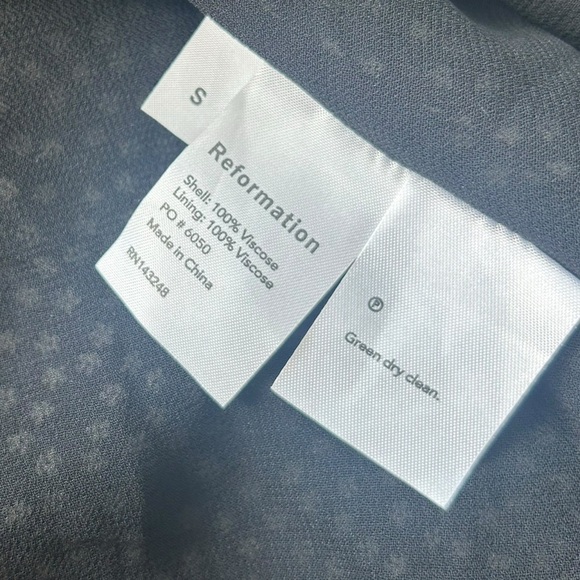 S
Reformation
Shell: 100% Viscose
Lining: 100% Viscose
PO # 6050
Made in China
RN143248
P
Green dry clean.